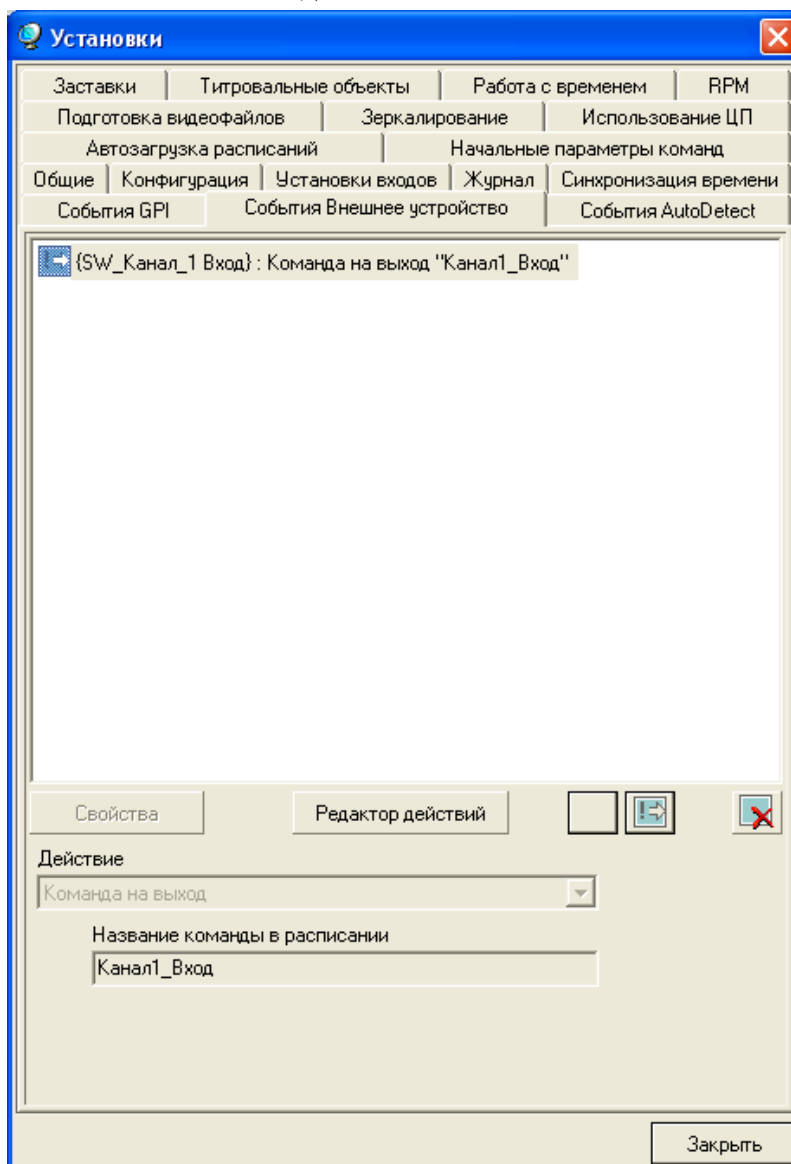 Установки
Заставки Титровальные объекты Работа с временем RPM
Подготовка видеофайлов Зеркалирование Использование ЦП
Автозагрузка расписаний Начальные параметры команд
Общие Конфигурация Установки входов Журнал Синхронизация времени
События GPI События Внешнее устройство События AutoDetect
{SW_Канал_1 Вход} : Команда на выход "Канал1_Вход"
Свойства Редактор действий
Действие
Команда на выход
Название команды в расписании
Канал1_Вход
Закрыть